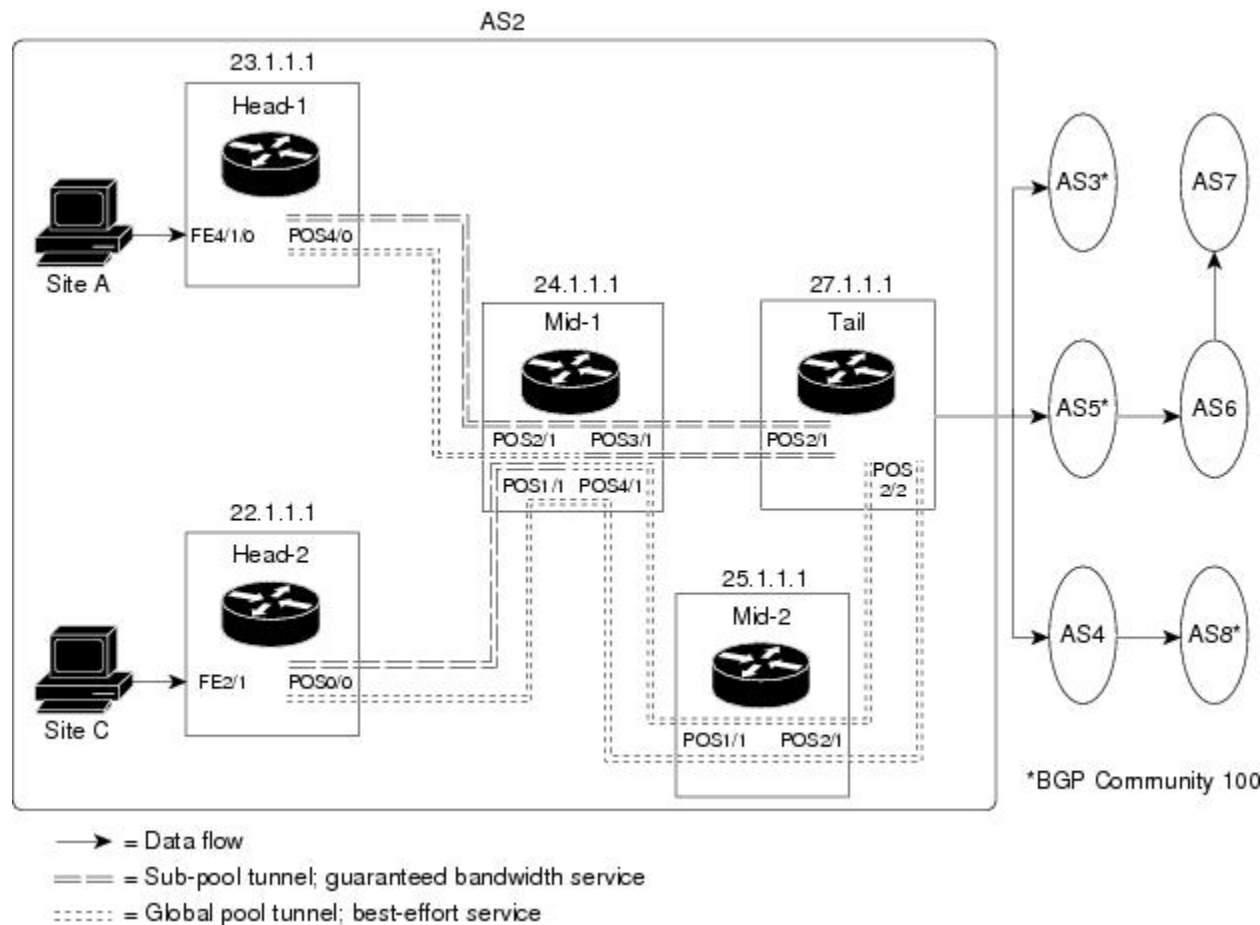 AS2
23.1.1.1
Head-1
FE4/1/0
POS4/0
Site A
24.1.1.1
Mid-1
POS2/1
POS3/1
POS1/1
POS4/1
27.1.1.1
Tail
POS2/1
POS
2/2
22.1.1.1
Head-2
FE2/1
POS0/0
Site C
25.1.1.1
Mid-2
POS1/1
POS2/1
AS3*
AS7
AS5*
AS6
AS4
AS8*
*BGP Community 100
= Data flow
= Sub-pool tunnel; guaranteed bandwidth service
= Global pool tunnel; best-effort service